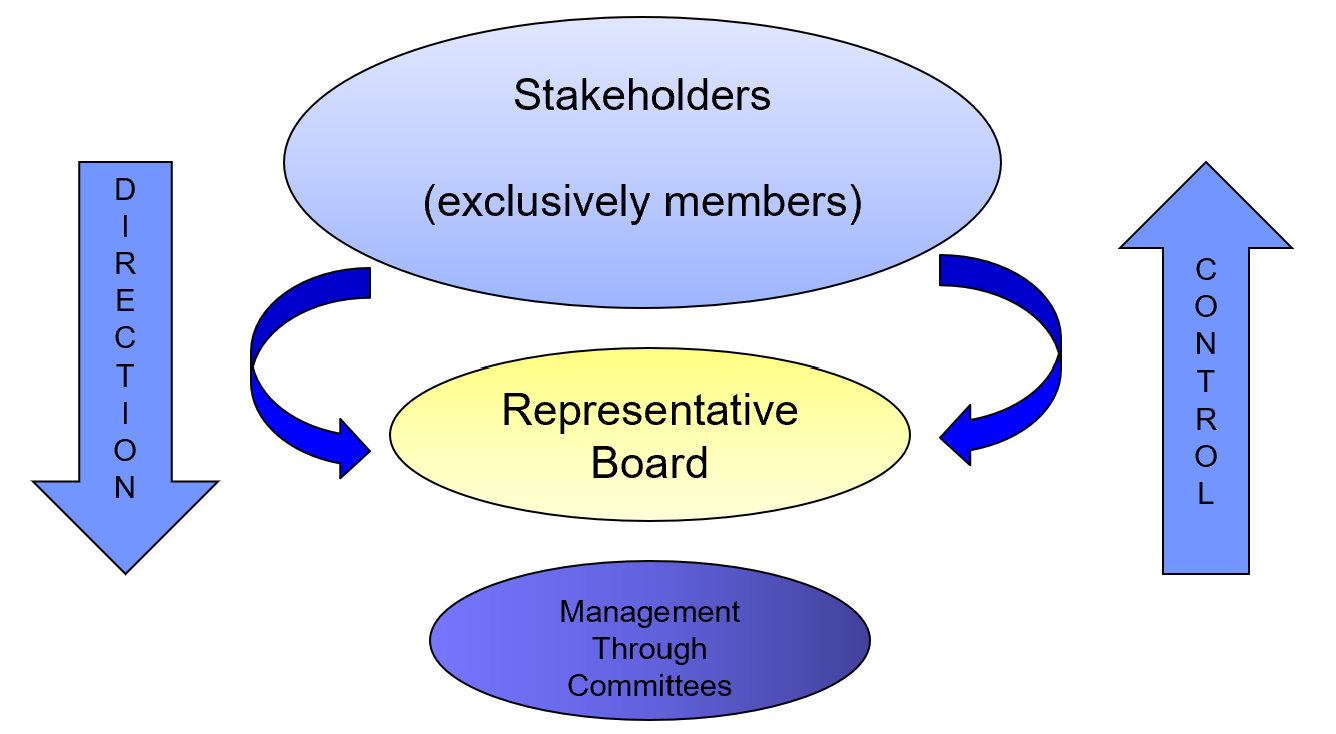 Stakeholders
(exclusively members)
DIRECTION
CONTROL
Representative
Board
Management
Through
Committees